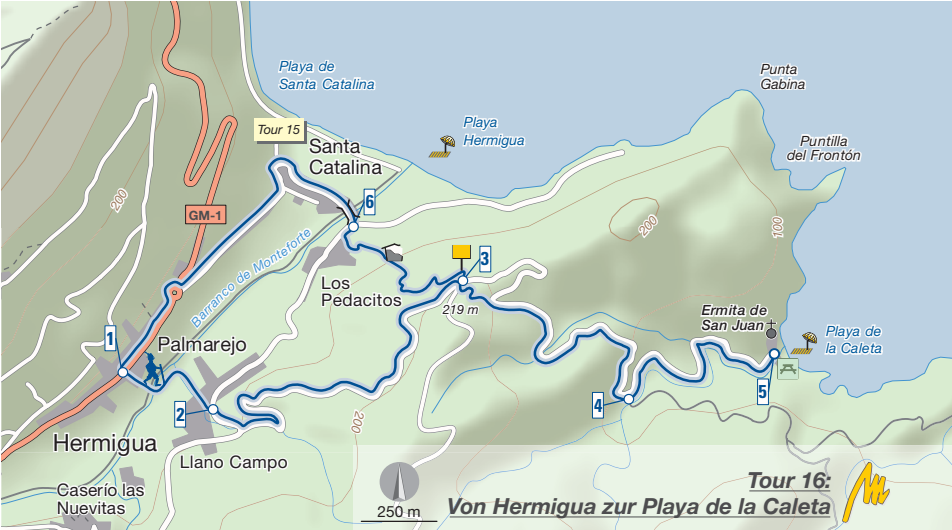 Playa de
Santa Catalina
Punta
Gabina
Tour 15
Playa
Hermigua
Santa
Catalina
Puntilla
del Frontón
200
6
GM-1
200
100
Barranco de Monteforte
3
Los
Pedacitos
219 m
Ermita de
San Juan
1
Palmarejo
Playa de
la Caleta
2
200
4
5
Hermigua
Llano Campo
Caserío las
Nuevitas
250 m
Tour 16:
Von Hermigua zur Playa de la Caleta